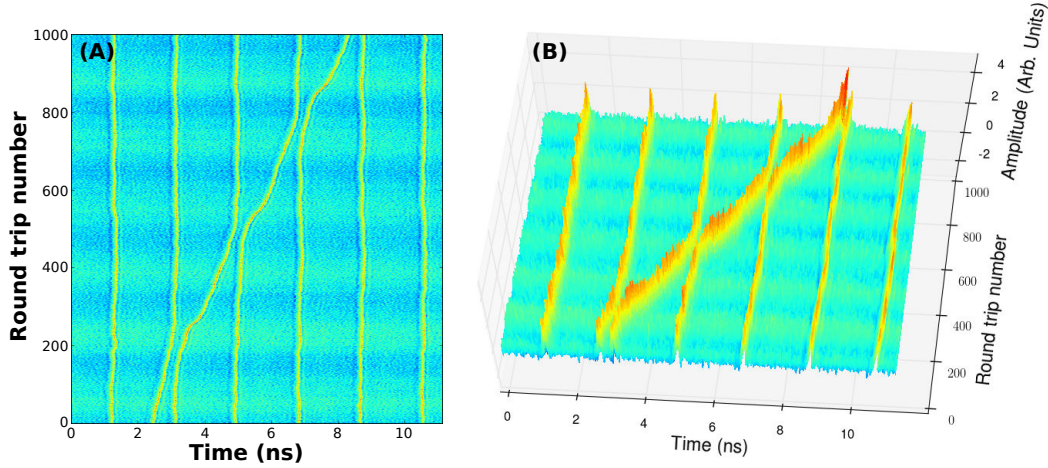 (A)
1000
800
600
400
200
0
Round trip number
0 2 4 6 8 10
Time (ns)
(B)
4
2
0
-2
Amplitude (Arb. Units)
1000
800
600
400
200
0
Round trip number
0 2 4 6 8 10
Time (ns)